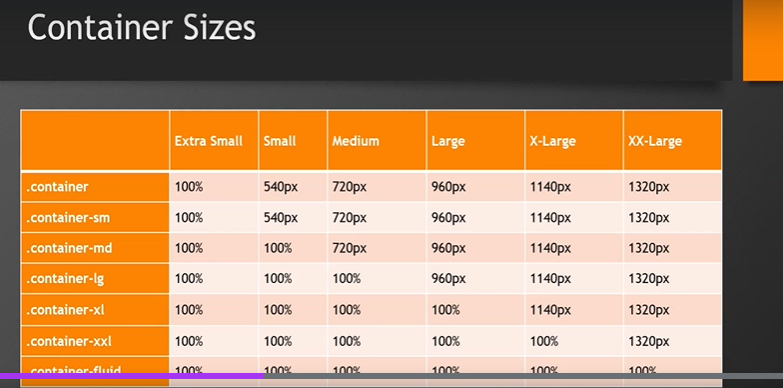 Container Sizes
Extra Small Small Medium Large X-Large XX-Large
.container 100% 540px 720px 960px 1140px 1320px
.container-sm 100% 540px 720px 960px 1140px 1320px
.container-md 100% 100% 720px 960px 1140px 1320px
.container-lg 100% 100% 100% 960px 1140px 1320px
.container-xl 100% 100% 100% 100% 1140px 1320px
.container-xxl 100% 100% 100% 100% 100% 1320px
.container-fluid 100% 100% 100% 100% 100% 100%